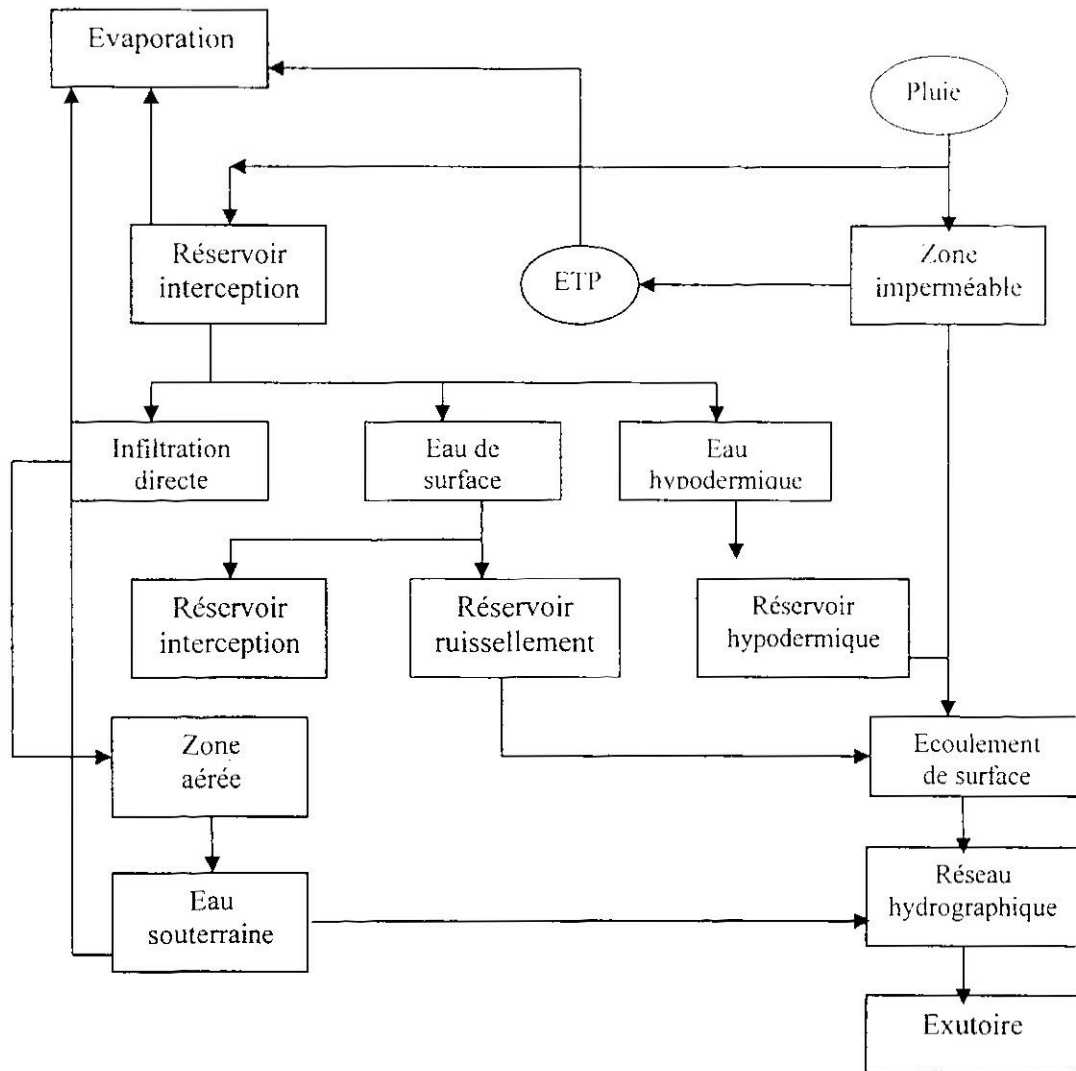 Evaporation
Pluie
Réservoir
interception
ETP
Zone
imperméable
Infiltration
directe
Eau de
surface
Eau
hypodermique
Réservoir
interception
Réservoir
ruissellement
Réservoir
hypodermique
Zone
aérée
Ecoulement
de surface
Eau
souterraine
Réseau
hydrographique
Exutoire